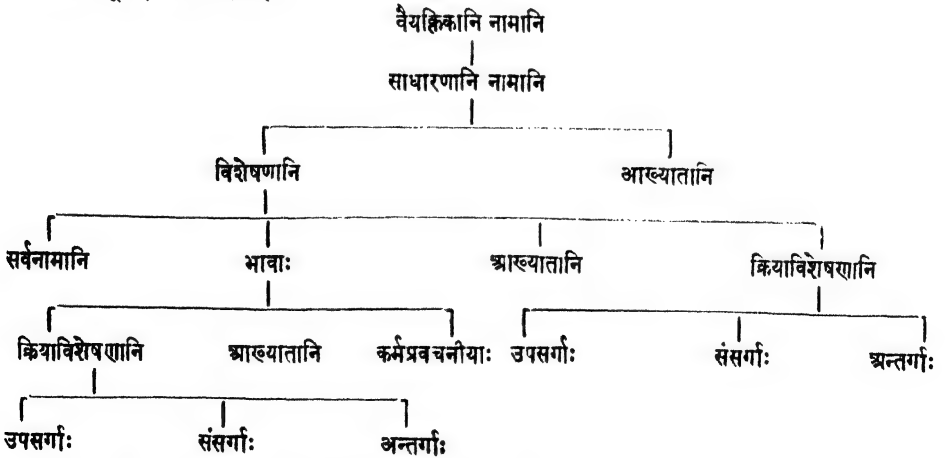 वैयक्तिकानि नामानि
साधारणानि नामानि
विशेषणानि आख्यातानि
सर्वनामानि भावाः आख्यातानि क्रियाविशेषणानि
क्रियाविशेषणानि आख्यातानि कर्मप्रवचनीयाः उपसर्गाः संसर्गाः अन्तर्गाः
उपसर्गाः संसर्गाः अन्तर्गाः